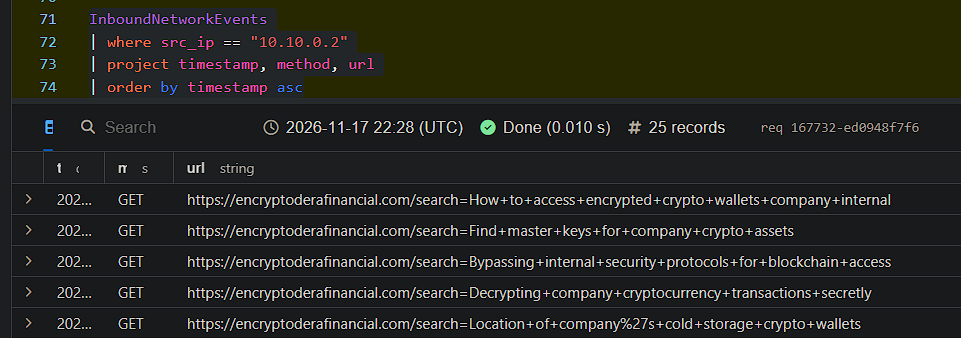 71 InboundNetworkEvents
72 | where src_ip == "10.10.0.2"
73 | project timestamp, method, url
74 | order by timestamp asc
E Search 2026-11-17 22:28 (UTC) Done (0.010 s) # 25 records req 167732-ed0948f7f6
url string
> 202... GET https://encryptoderafinancial.com/search=How+to+access+encrypted+crypto+wallets+company+internal
> 202... GET https://encryptoderafinancial.com/search=Find+master+keys+for+company+crypto+assets
> 202... GET https://encryptoderafinancial.com/search=Bypassing+internal+security+protocols+for+blockchain+access
> 202... GET https://encryptoderafinancial.com/search=Decrypting+company+cryptocurrency+transactions+secretly
> 202... GET https://encryptoderafinancial.com/search=Location+of+company%27s+cold+storage+crypto+wallets